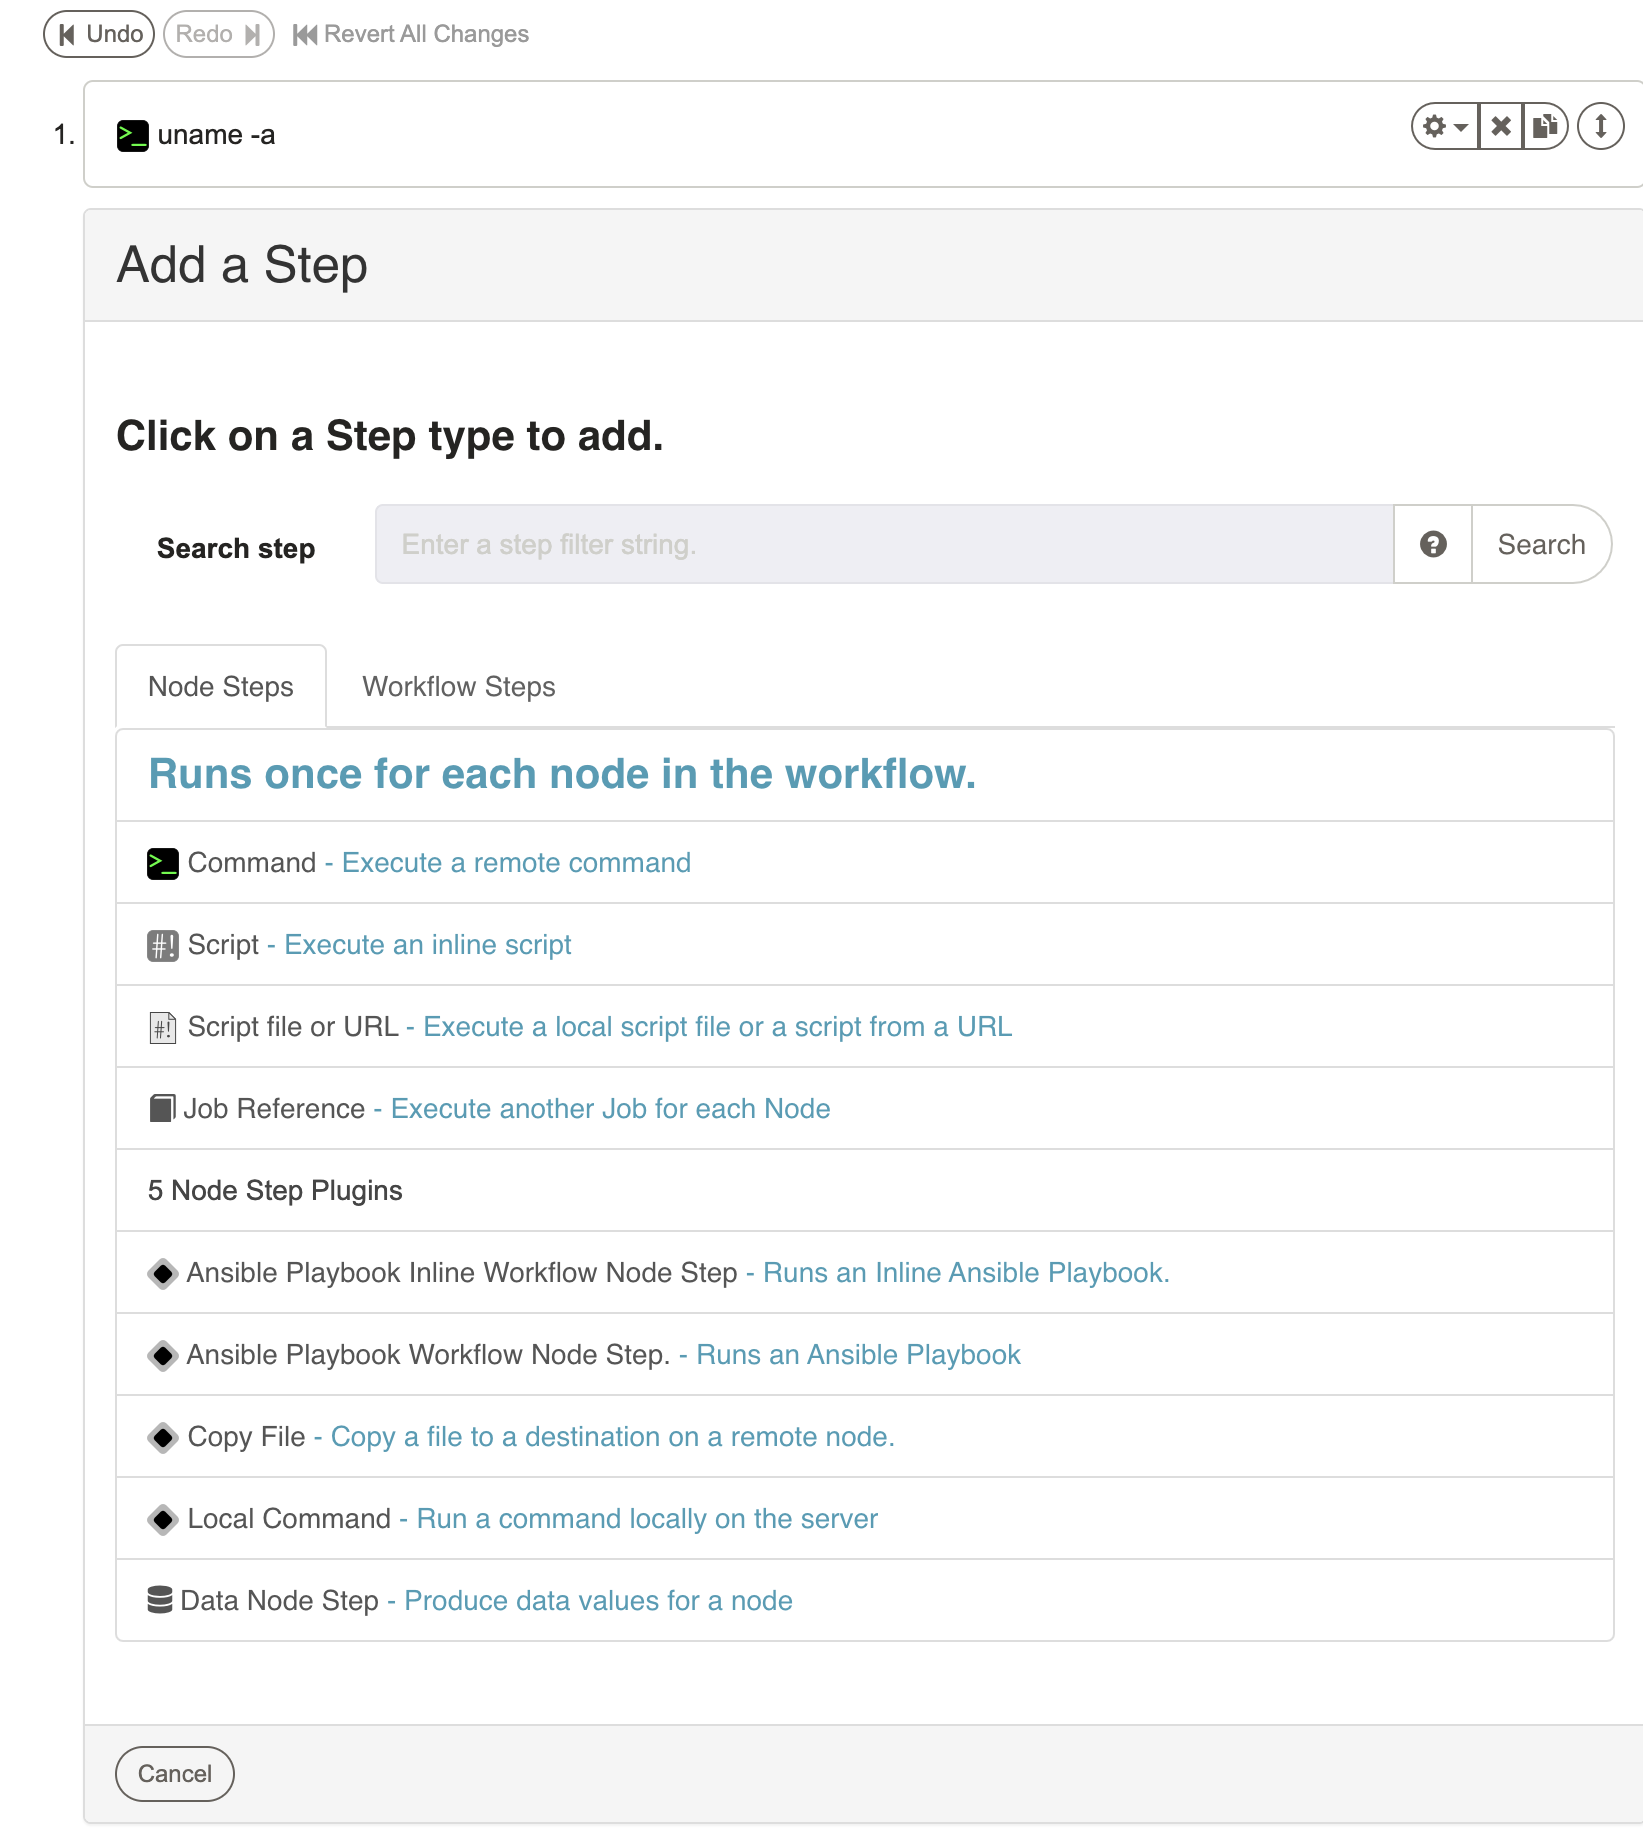 Undo Redo Revert All Changes
1. >_ uname -a
Add a Step
Click on a Step type to add.
Search step Enter a step filter string. ? Search
Node Steps Workflow Steps
Runs once for each node in the workflow.
>_ Command - Execute a remote command
#! Script - Execute an inline script
#! Script file or URL - Execute a local script file or a script from a URL
Job Reference - Execute another Job for each Node
5 Node Step Plugins
Ansible Playbook Inline Workflow Node Step - Runs an Inline Ansible Playbook.
Ansible Playbook Workflow Node Step. - Runs an Ansible Playbook
Copy File - Copy a file to a destination on a remote node.
Local Command - Run a command locally on the server
Data Node Step - Produce data values for a node
Cancel